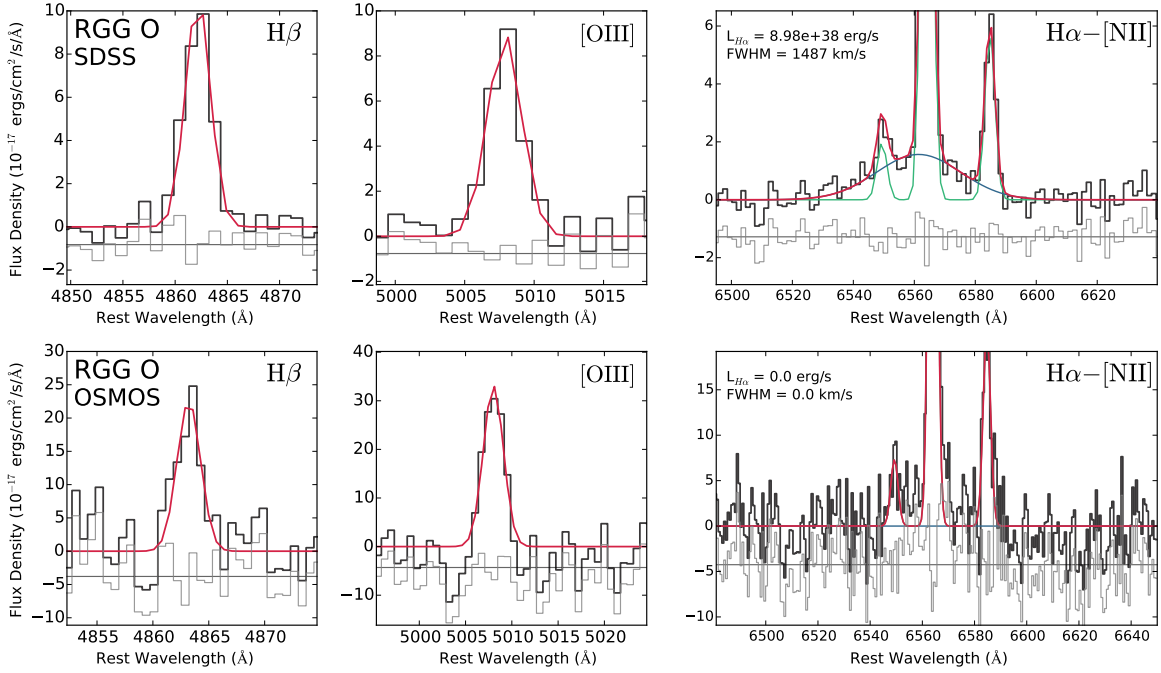 RGG O
SDSS
Hβ
[OIII]
Hα−[NII]
L_Hα = 8.98e+38 erg/s
FWHM = 1487 km/s
Flux Density (10⁻¹⁷ ergs/cm²/s/Å)
10
8
6
4
2
0
−2
4850 4855 4860 4865 4870
Rest Wavelength (Å)
10
8
6
4
2
0
−2
5000 5005 5010 5015
Rest Wavelength (Å)
6
4
2
0
−2
6500 6520 6540 6560 6580 6600 6620
Rest Wavelength (Å)
RGG O
OSMOS
Hβ
[OIII]
Hα−[NII]
L_Hα = 0.0 erg/s
FWHM = 0.0 km/s
Flux Density (10⁻¹⁷ ergs/cm²/s/Å)
30
25
20
15
10
5
0
−5
−10
4855 4860 4865 4870
Rest Wavelength (Å)
40
30
20
10
0
−10
5000 5005 5010 5015 5020
Rest Wavelength (Å)
15
10
5
0
−5
−10
6500 6520 6540 6560 6580 6600 6620 6640
Rest Wavelength (Å)